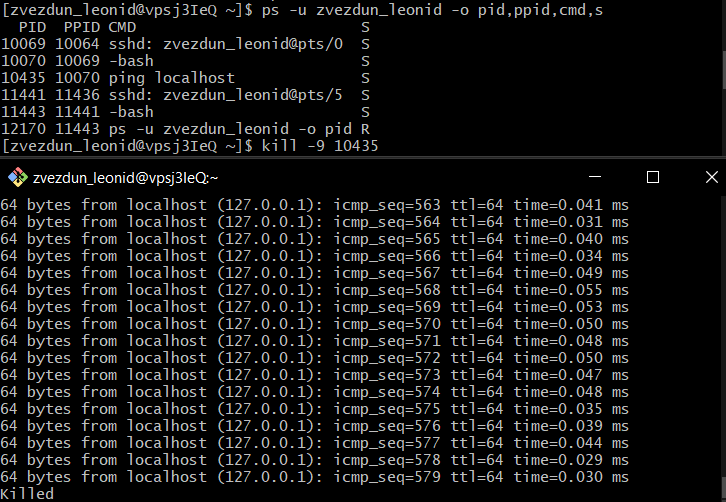 [zvezdun_leonid@vpsj3IeQ ~]$ ps -u zvezdun_leonid -o pid,ppid,cmd,s
PID PPID CMD S
10069 10064 sshd: zvezdun_leonid@pts/0 S
10070 10069 -bash S
10435 10070 ping localhost S
11441 11436 sshd: zvezdun_leonid@pts/5 S
11443 11441 -bash S
12170 11443 ps -u zvezdun_leonid -o pid R
[zvezdun_leonid@vpsj3IeQ ~]$ kill -9 10435
zvezdun_leonid@vpsj3IeQ:~
64 bytes from localhost (127.0.0.1): icmp_seq=563 ttl=64 time=0.041 ms
64 bytes from localhost (127.0.0.1): icmp_seq=564 ttl=64 time=0.031 ms
64 bytes from localhost (127.0.0.1): icmp_seq=565 ttl=64 time=0.040 ms
64 bytes from localhost (127.0.0.1): icmp_seq=566 ttl=64 time=0.034 ms
64 bytes from localhost (127.0.0.1): icmp_seq=567 ttl=64 time=0.049 ms
64 bytes from localhost (127.0.0.1): icmp_seq=568 ttl=64 time=0.055 ms
64 bytes from localhost (127.0.0.1): icmp_seq=569 ttl=64 time=0.053 ms
64 bytes from localhost (127.0.0.1): icmp_seq=570 ttl=64 time=0.050 ms
64 bytes from localhost (127.0.0.1): icmp_seq=571 ttl=64 time=0.048 ms
64 bytes from localhost (127.0.0.1): icmp_seq=572 ttl=64 time=0.050 ms
64 bytes from localhost (127.0.0.1): icmp_seq=573 ttl=64 time=0.047 ms
64 bytes from localhost (127.0.0.1): icmp_seq=574 ttl=64 time=0.048 ms
64 bytes from localhost (127.0.0.1): icmp_seq=575 ttl=64 time=0.035 ms
64 bytes from localhost (127.0.0.1): icmp_seq=576 ttl=64 time=0.039 ms
64 bytes from localhost (127.0.0.1): icmp_seq=577 ttl=64 time=0.044 ms
64 bytes from localhost (127.0.0.1): icmp_seq=578 ttl=64 time=0.029 ms
64 bytes from localhost (127.0.0.1): icmp_seq=579 ttl=64 time=0.030 ms
Killed